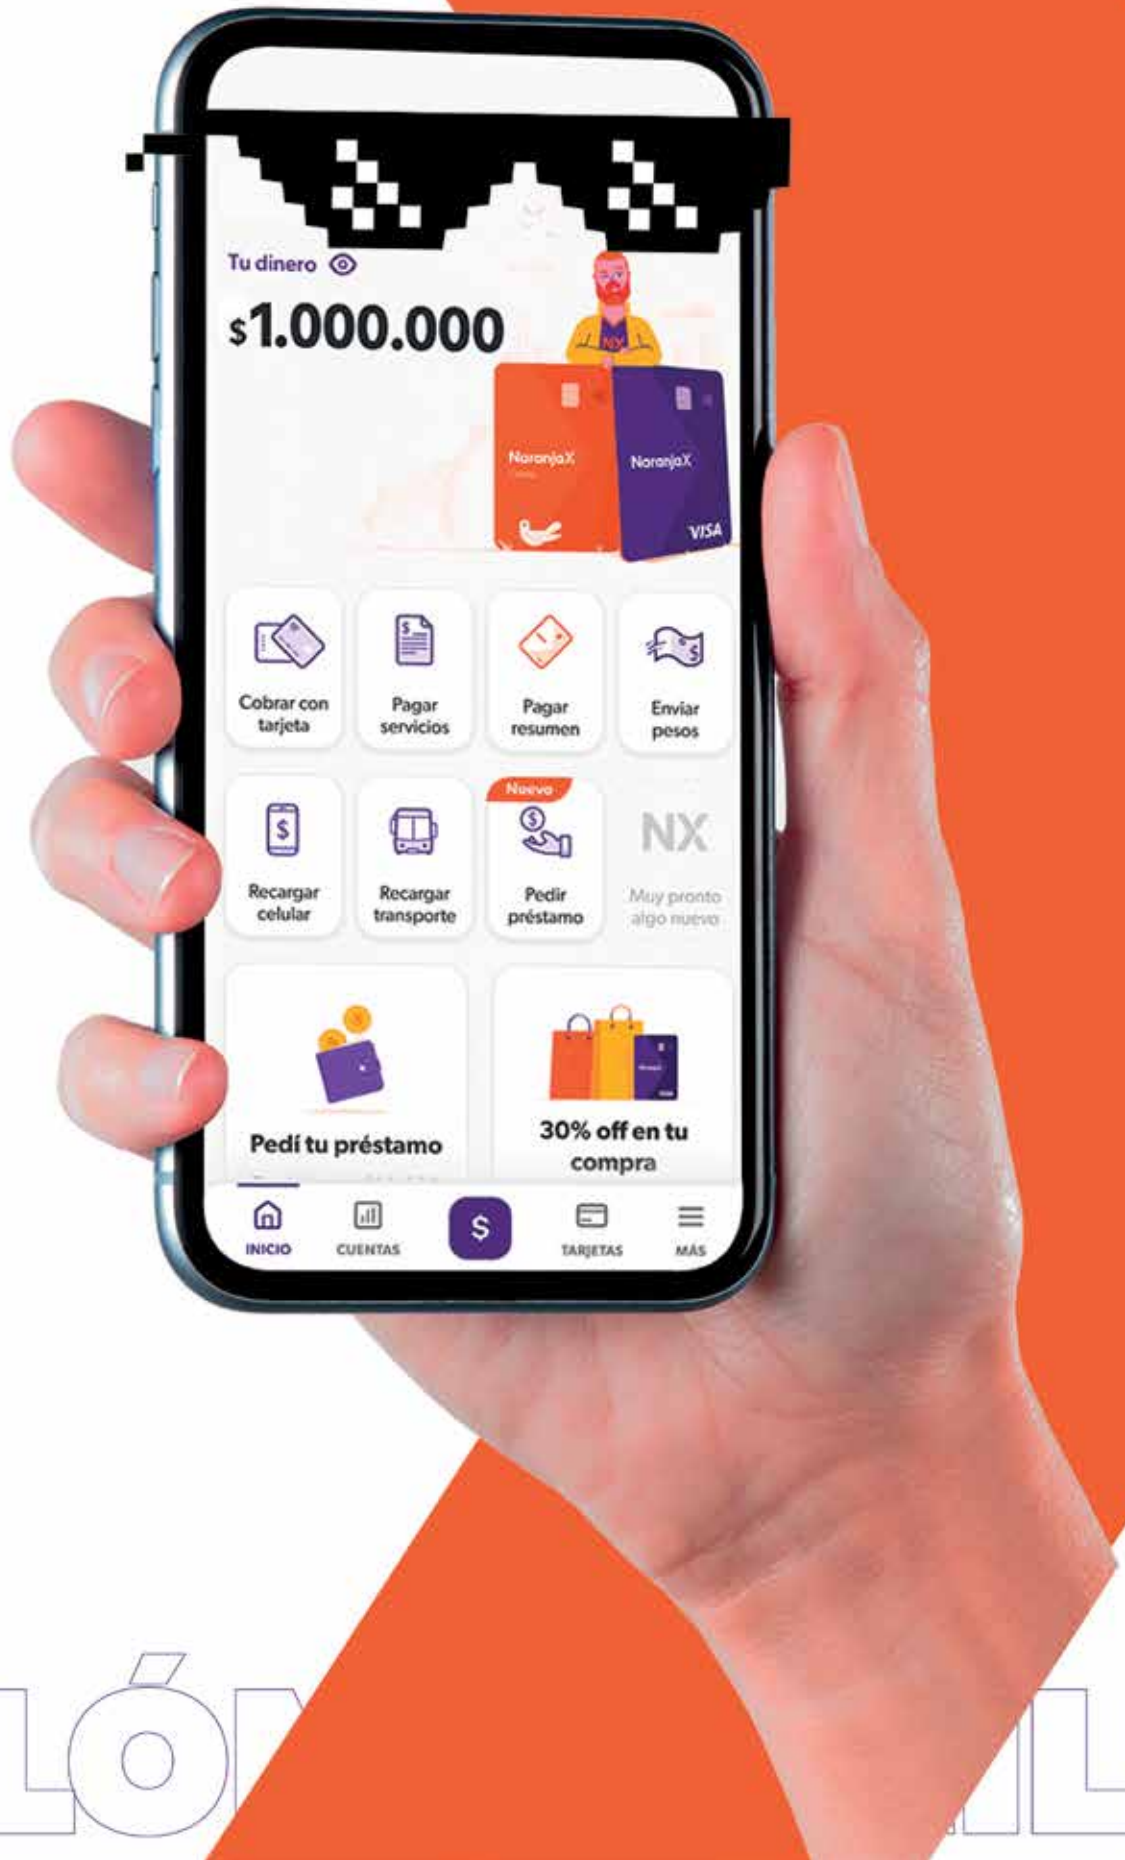 Tu dinero
$1.000.000
NX
NaranjaX
NaranjaX
VISA
Cobrar con
tarjeta
Pagar
servicios
Pagar
resumen
Enviar
pesos
Recargar
celular
Recargar
transporte
Nuevo
Pedir
préstamo
NX
Muy pronto
algo nuevo
Pedí tu préstamo
30% off en tu
compra
INICIO
CUENTAS
$
TARJETAS
MÁS